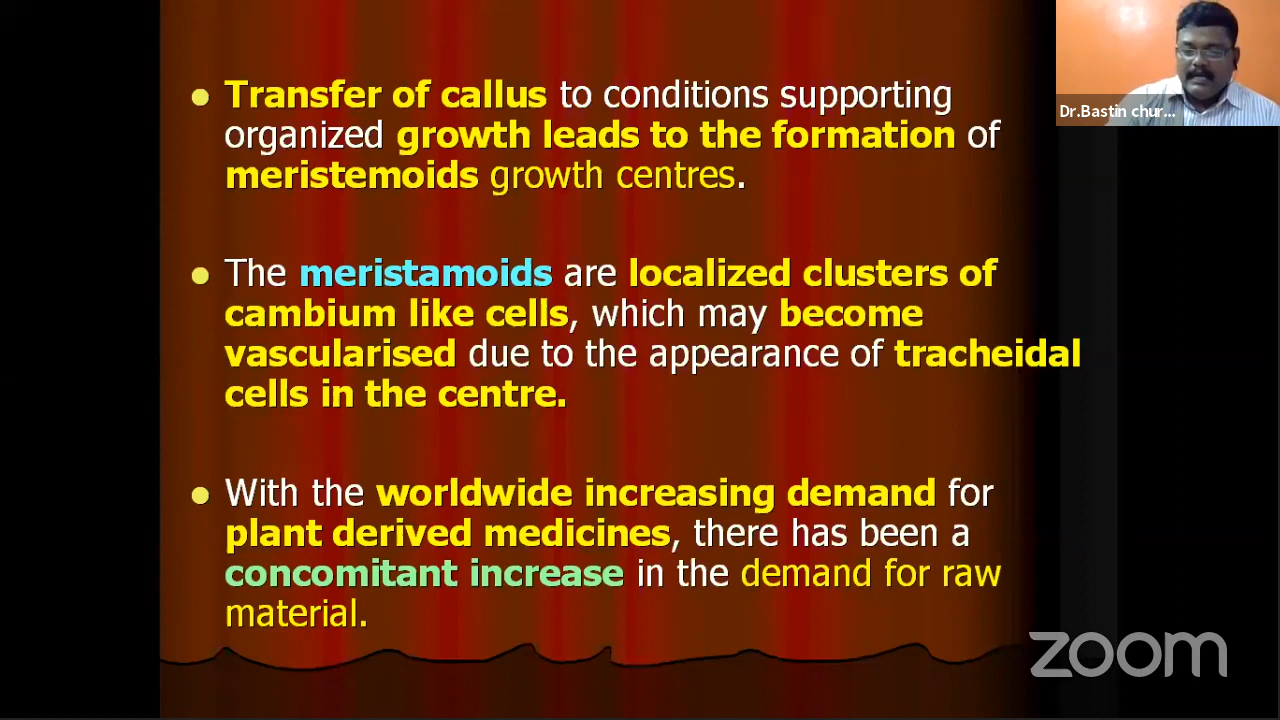 Transfer of callus to conditions supporting
organized growth leads to the formation of
meristemoids growth centres.
The meristamoids are localized clusters of
cambium like cells, which may become
vascularised due to the appearance of tracheidal
cells in the centre.
With the worldwide increasing demand for
plant derived medicines, there has been a
concomitant increase in the demand for raw
material.
Dr.Bastin chur...
zoom